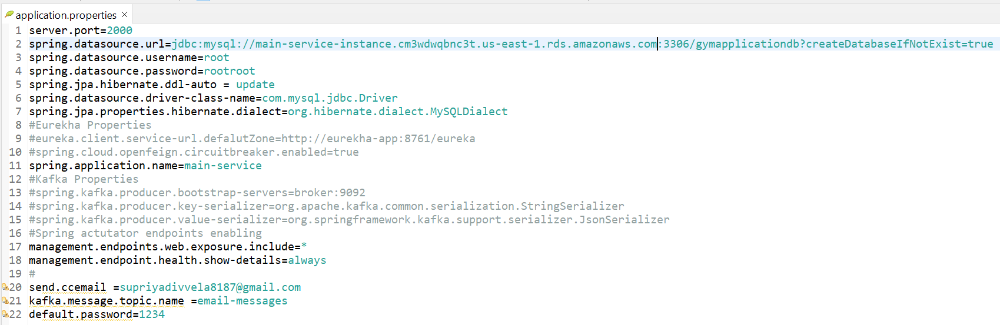 application.properties
1 server.port=2000
2 spring.datasource.url=jdbc:mysql://main-service-instance.cm3wdwqbnc3t.us-east-1.rds.amazonaws.com:3306/gymapplicationdb?createDatabaseIfNotExist=true
3 spring.datasource.username=root
4 spring.datasource.password=rootroot
5 spring.jpa.hibernate.ddl-auto = update
6 spring.datasource.driver-class-name=com.mysql.jdbc.Driver
7 spring.jpa.properties.hibernate.dialect=org.hibernate.dialect.MySQLDialect
8 #Eurekha Properties
9 #eureka.client.service-url.defalutZone=http://eurekha-app:8761/eureka
10 #spring.cloud.openfeign.circuitbreaker.enabled=true
11 spring.application.name=main-service
12 #Kafka Properties
13 #spring.kafka.producer.bootstrap-servers=broker:9092
14 #spring.kafka.producer.key-serializer=org.apache.kafka.common.serialization.StringSerializer
15 #spring.kafka.producer.value-serializer=org.springframework.kafka.support.serializer.JsonSerializer
16 #Spring actutator endpoints enabling
17 management.endpoints.web.exposure.include=*
18 management.endpoint.health.show-details=always
19 #
20 send.ccemail =supriyadivvela8187@gmail.com
21 kafka.message.topic.name =email-messages
22 default.password=1234